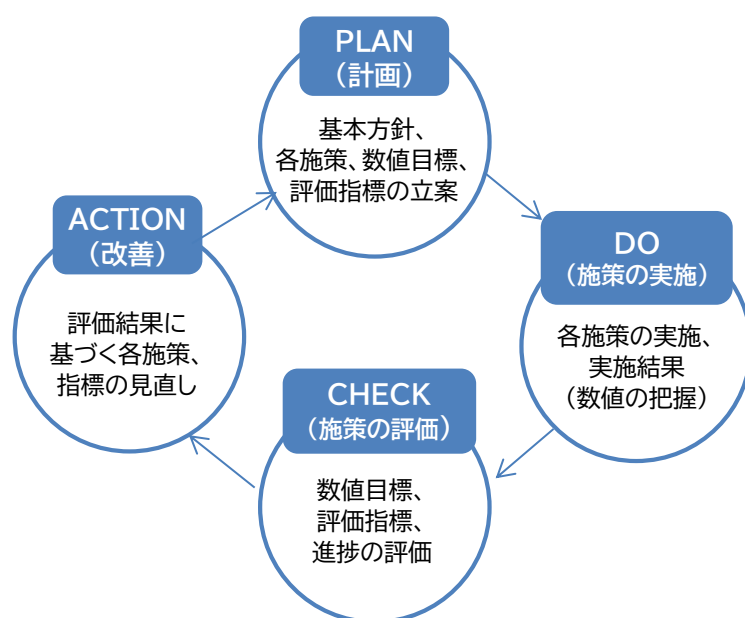 PLAN
（計画）
基本方針、
各施策、数値目標、
評価指標の立案
DO
（施策の実施）
各施策の実施、
実施結果
（数値の把握）
CHECK
（施策の評価）
数値目標、
評価指標、
進捗の評価
ACTION
（改善）
評価結果に
基づく各施策、
指標の見直し